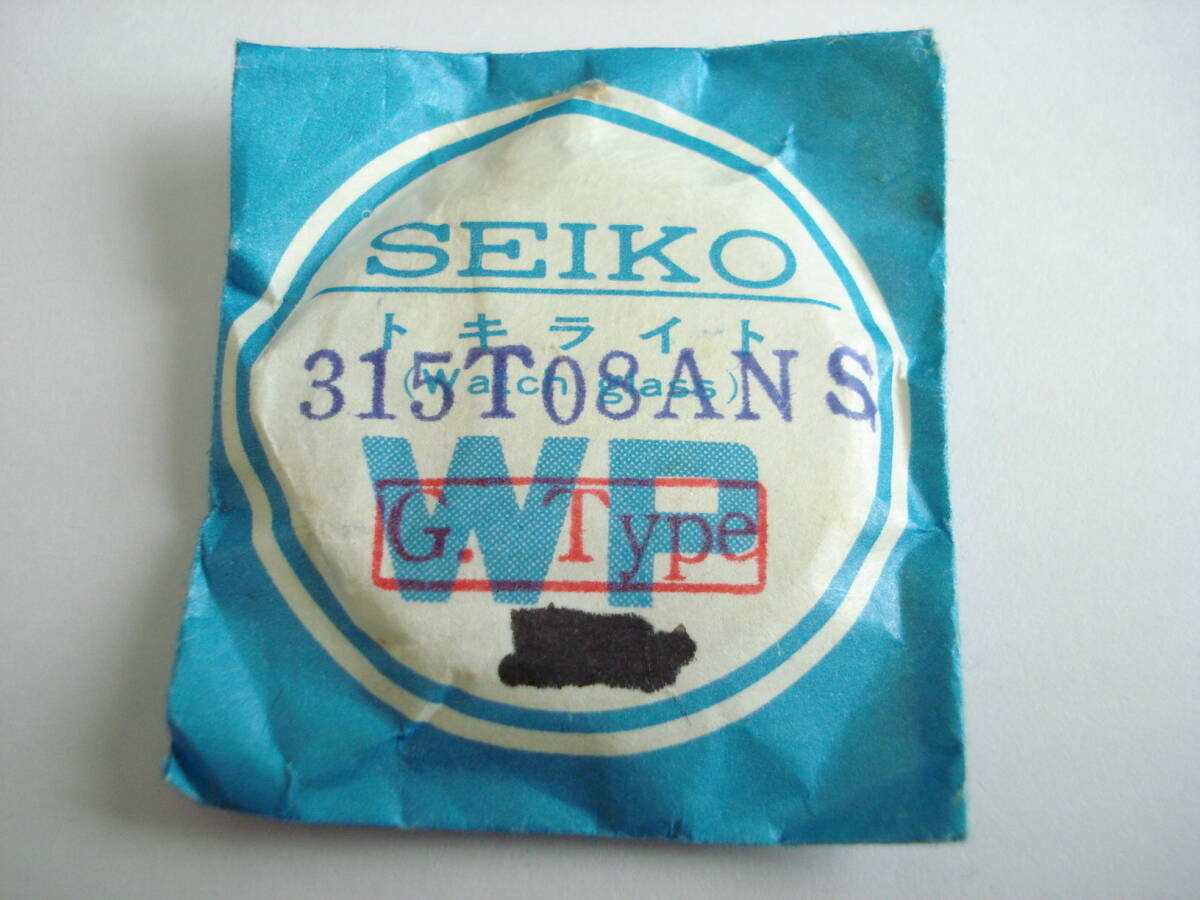 SEIKO
トキライト
(Watch glass)
315T08ANS
WP
G. Type